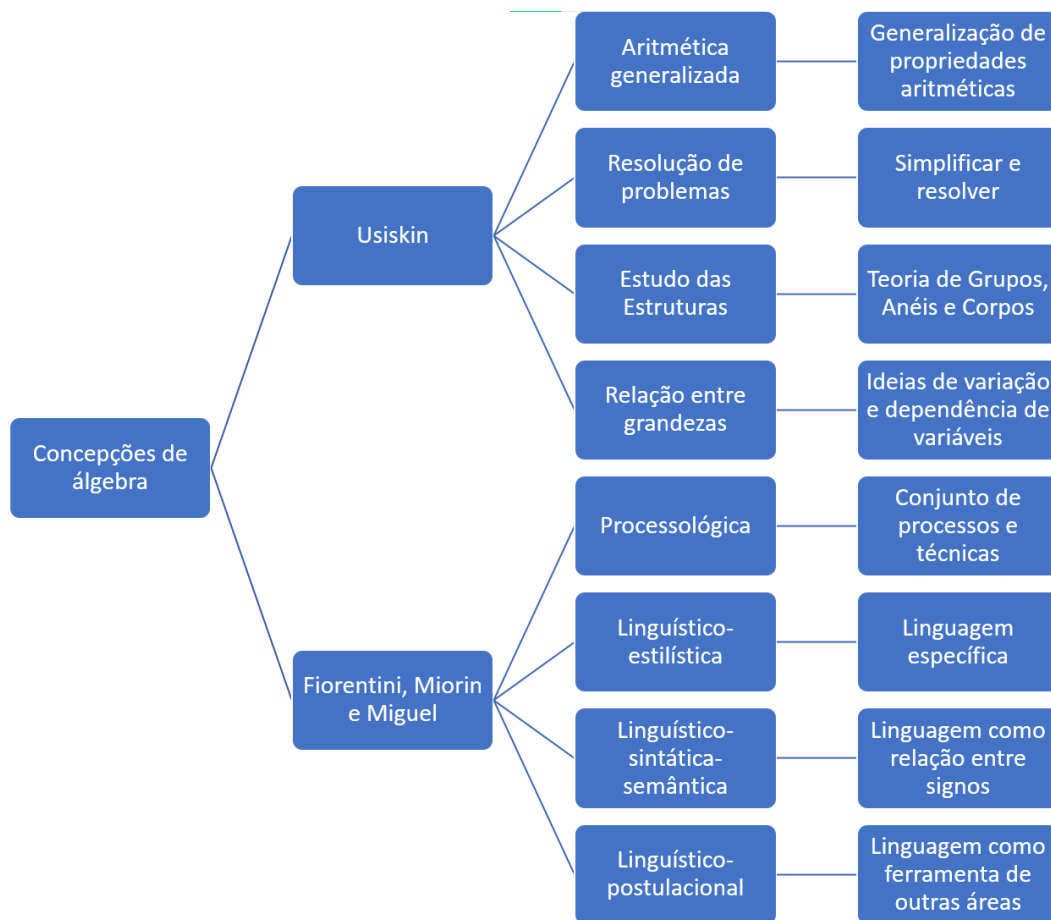 Concepções de
álgebra
Usiskin
Aritmética
generalizada
Generalização de
propriedades
aritméticas
Resolução de
problemas
Simplificar e
resolver
Estudo das
Estruturas
Teoria de Grupos,
Anéis e Corpos
Relação entre
grandezas
Ideias de variação
e dependência de
variáveis
Fiorentini, Miorin
e Miguel
Processológica
Conjunto de
processos e
técnicas
Linguístico-
estilística
Linguagem
específica
Linguístico-
sintática-
semântica
Linguagem como
relação entre
signos
Linguístico-
postulacional
Linguagem como
ferramenta de
outras áreas